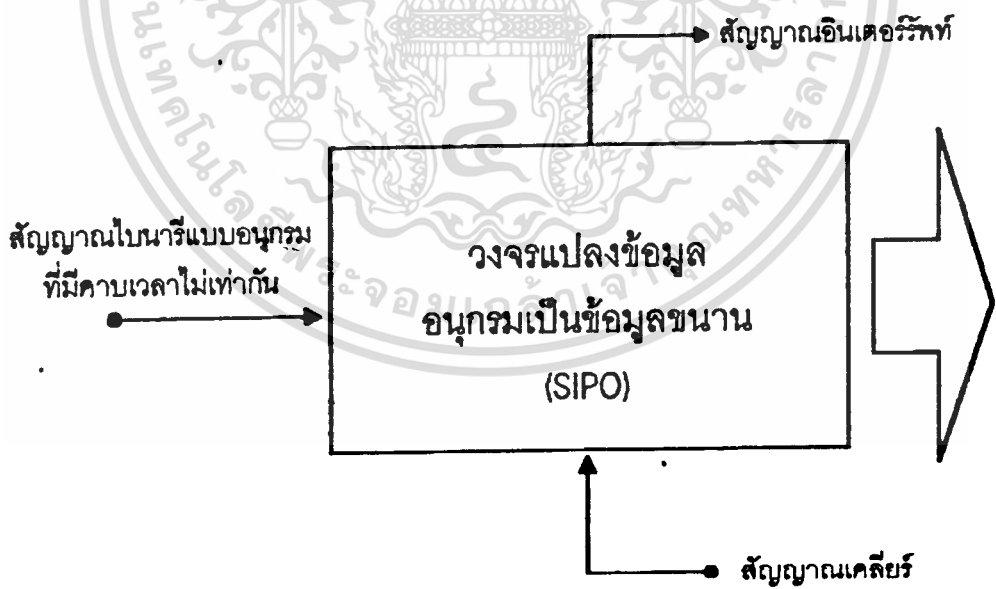 สัญญาณอินเตอร์รัพท์
สัญญาณไบนารีแบบอนุกรม
ที่มีคาบเวลาไม่เท่ากัน
วงจรแปลงข้อมูล
อนุกรมเป็นข้อมูลขนาน
(SIPO)
สัญญาณเคลียร์